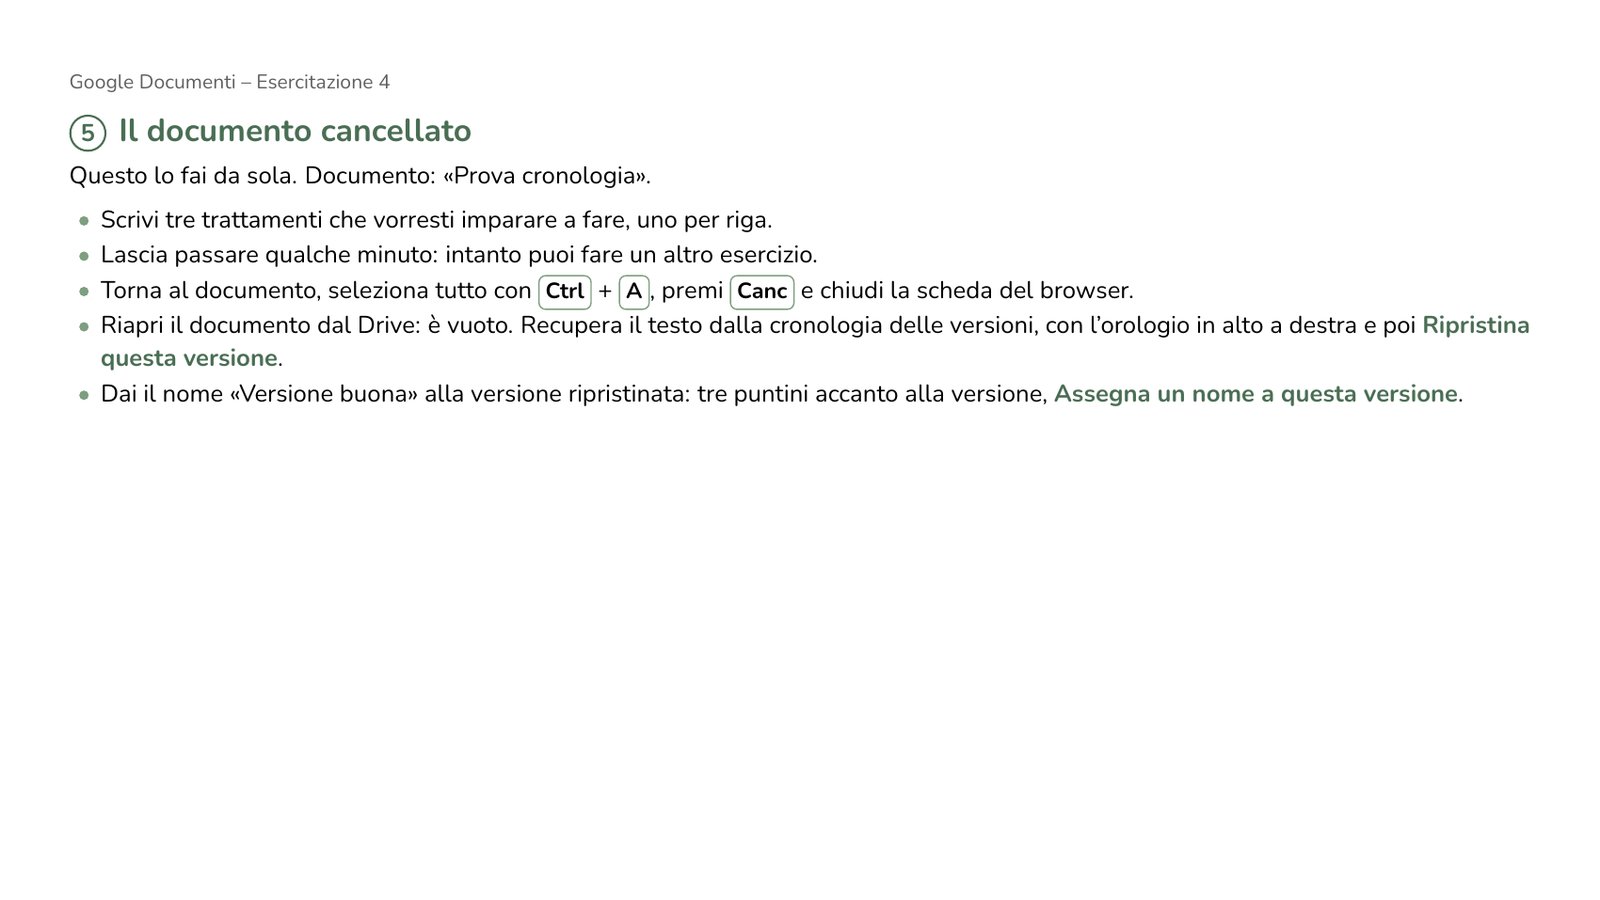 Google Documenti – Esercitazione 4
5 Il documento cancellato
Questo lo fai da sola. Documento: «Prova cronologia».
Scrivi tre trattamenti che vorresti imparare a fare, uno per riga.
Lascia passare qualche minuto: intanto puoi fare un altro esercizio.
Torna al documento, seleziona tutto con Ctrl + A, premi Canc e chiudi la scheda del browser.
Riapri il documento dal Drive: è vuoto. Recupera il testo dalla cronologia delle versioni, con l’orologio in alto a destra e poi Ripristina
questa versione.
Dai il nome «Versione buona» alla versione ripristinata: tre puntini accanto alla versione, Assegna un nome a questa versione.